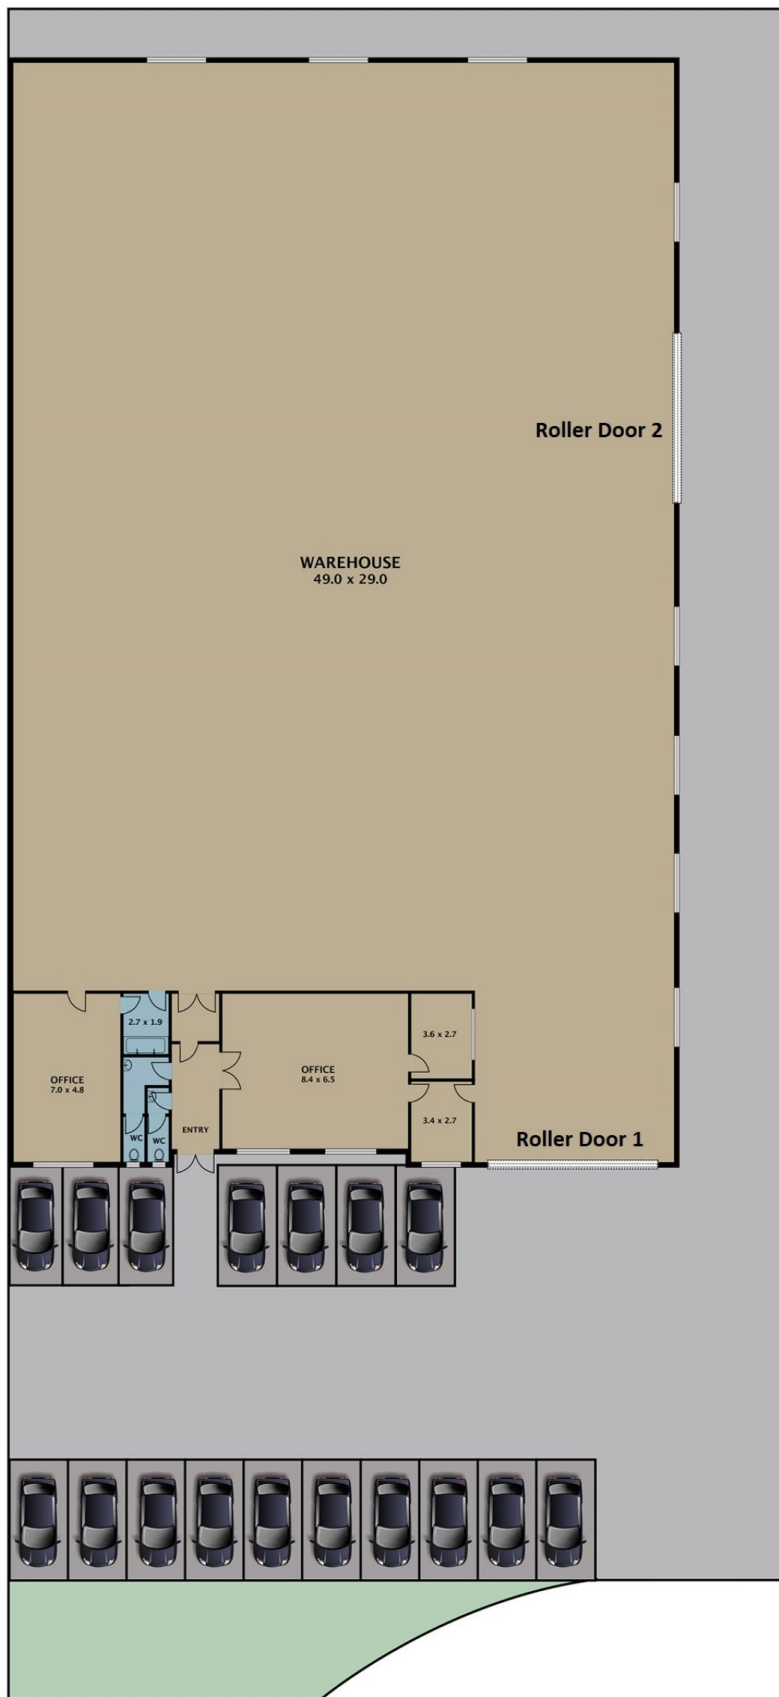 Roller Door 2
WAREHOUSE
49.0 x 29.0
2.7 x 1.9
3.6 x 2.7
OFFICE
7.0 x 4.8
OFFICE
8.4 x 6.5
3.4 x 2.7
ENTRY
WC
WC
Roller Door 1